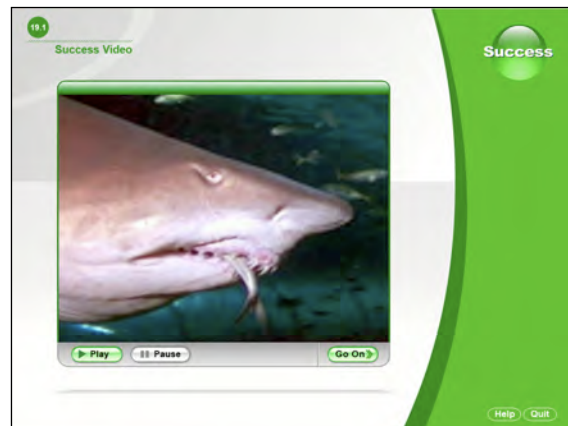 19.1
Success Video
Success
Play
Pause
Go On
Help
Quit